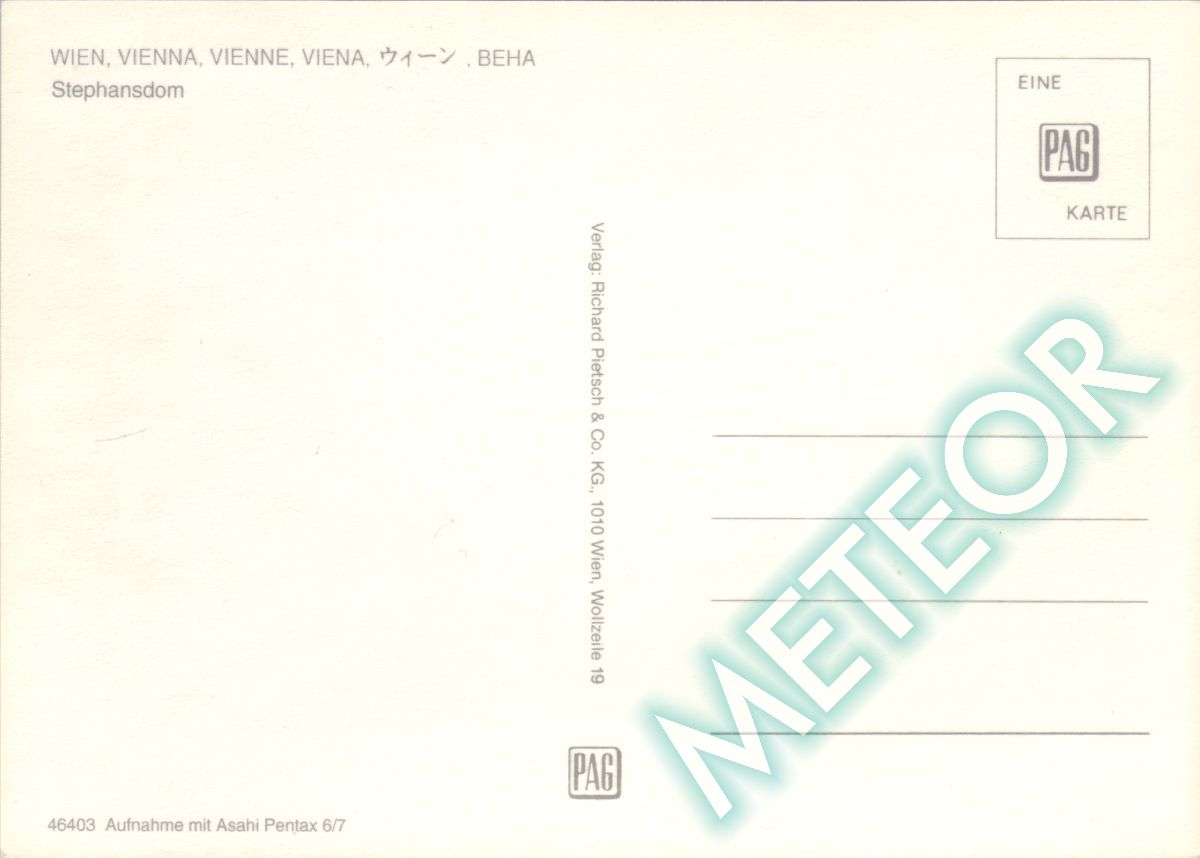 WIEN, VIENNA, VIENNE, VIENA, ウィーン , BEHA
Stephansdom
EINE
PAG
KARTE
Verlag: Richard Pietsch & Co. KG., 1010 Wien, Wollzeile 19
METEOR
PAG
46403 Aufnahme mit Asahi Pentax 6/7